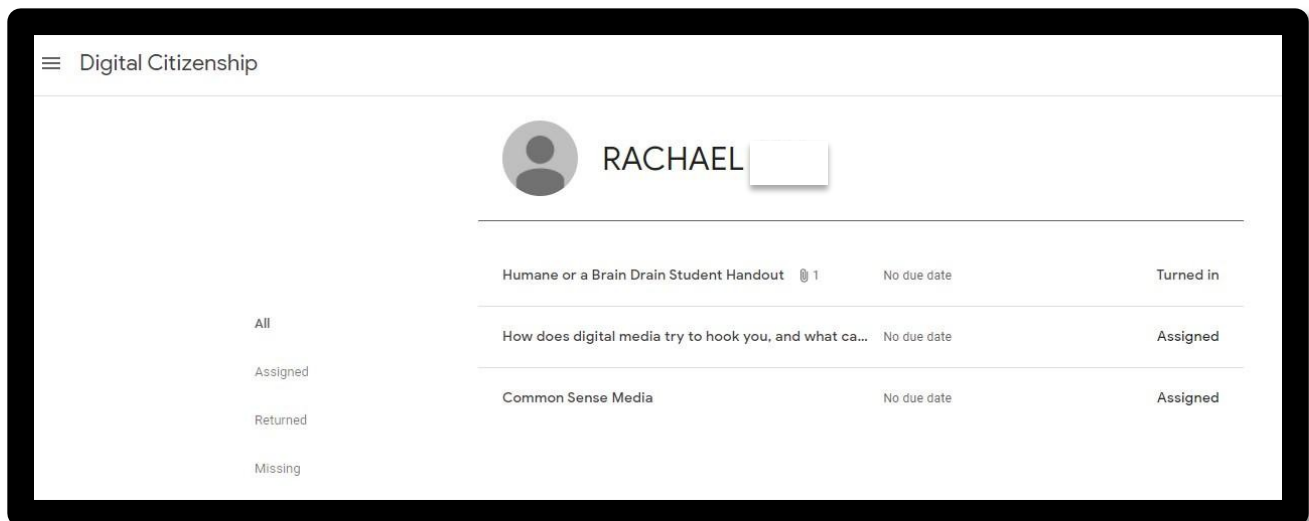 Digital Citizenship
RACHAEL
Humane or a Brain Drain Student Handout 1 No due date Turned in
How does digital media try to hook you, and what ca... No due date Assigned
Common Sense Media No due date Assigned
All
Assigned
Returned
Missing